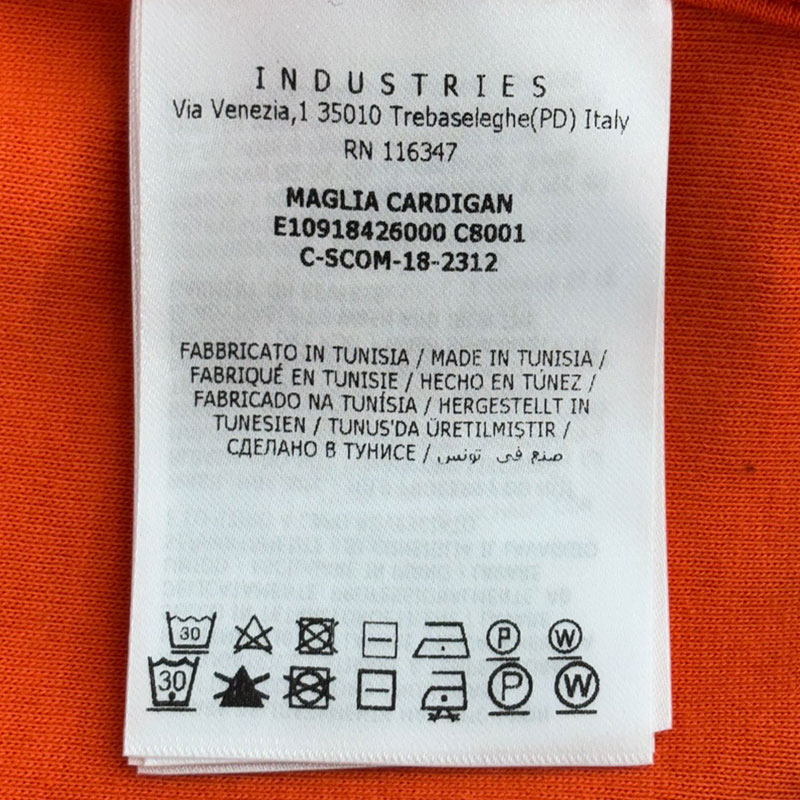 INDUSTRIES
Via Venezia,1 35010 Trebaseleghe(PD) Italy
RN 116347
MAGLIA CARDIGAN
E10918426000 C8001
C-SCOM-18-2312
FABBRICATO IN TUNISIA / MADE IN TUNISIA /
FABRIQUÉ EN TUNISIE / HECHO EN TÚNEZ /
FABRICADO NA TUNÍSIA / HERGESTELLT IN
TUNESIEN / TUNUS'DA ÜRETILMIŞTIR /
СДЕЛАНО В ТУНИСЕ / صنع في تونس
30 P W
30 P W